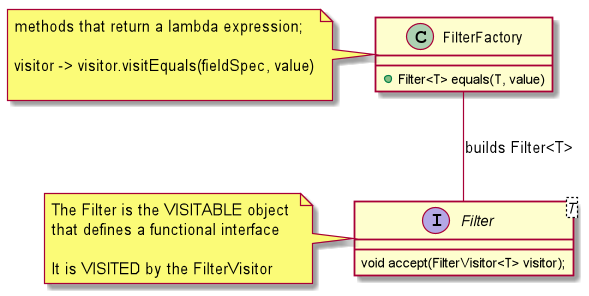 methods that return a lambda expression;
visitor -> visitor.visitEquals(fieldSpec, value)
C FilterFactory
Filter<T> equals(T, value)
builds Filter<T>
The Filter is the VISITABLE object
that defines a functional interface
It is VISITED by the FilterVisitor
I Filter
T
void accept(FilterVisitor<T> visitor);